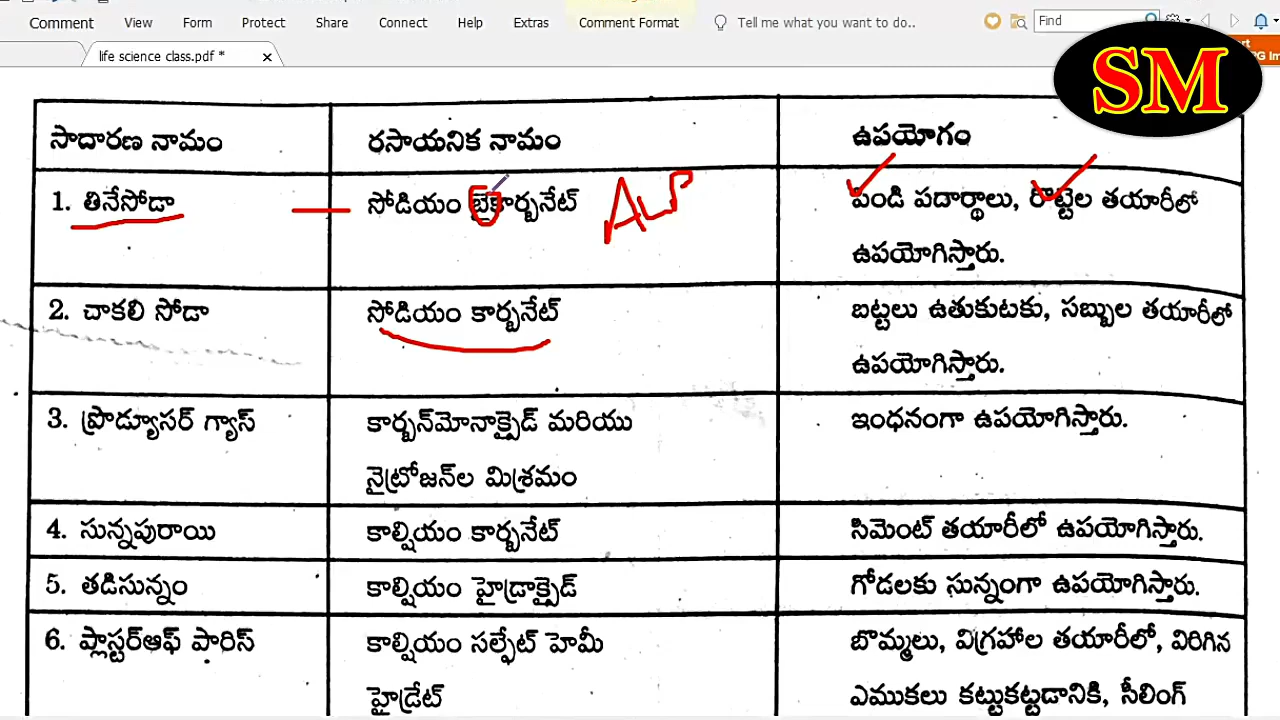 Comment View Form Protect Share Connect Help Extras Comment Format Tell me what you want to do.. Find
life science class.pdf *
SM
సాదారణ నామం రసాయనిక నామం ఉపయోగం
1. తినేసోడా సోడియం బైకార్బనేట్ పిండి పదార్థాలు, రొట్టెల తయారీలో
ఉపయోగిస్తారు.
2. చాకలి సోడా సోడియం కార్బనేట్ బట్టలు ఉతుకుటకు, సబ్బుల తయారీలో
ఉపయోగిస్తారు.
3. ప్రొడ్యూసర్ గ్యాస్ కార్బన్‌మోనాక్సైడ్ మరియు ఇంధనంగా ఉపయోగిస్తారు.
నైట్రోజన్‌ల మిశ్రమం
4. సున్నపురాయి కాల్షియం కార్బనేట్ సిమెంట్ తయారీలో ఉపయోగిస్తారు.
5. తడిసున్నం కాల్షియం హైడ్రాక్సైడ్ గోడలకు సున్నంగా ఉపయోగిస్తారు.
6. ప్లాస్టర్ఆఫ్ పారిస్ కాల్షియం సల్ఫేట్ హెమీ బొమ్మలు, విగ్రహాల తయారీలో, విరిగిన
హైడ్రేట్ ఎముకలు కట్టుకట్టడానికి, సీలింగ్